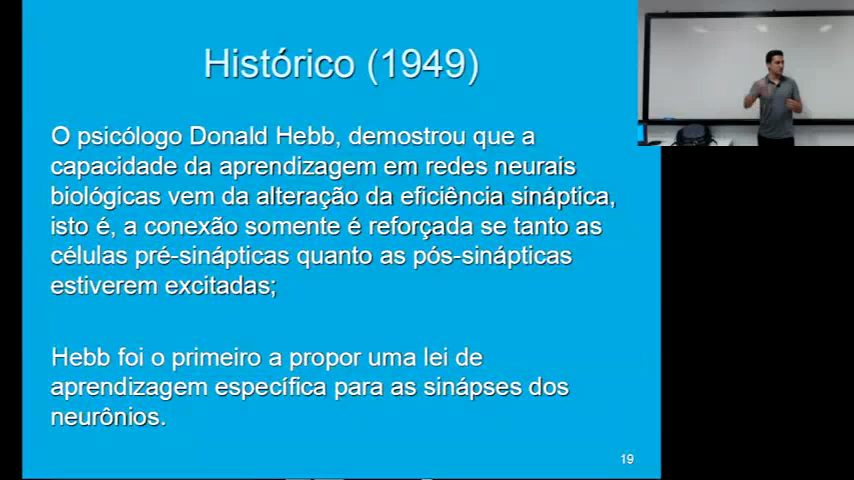 Histórico (1949)
O psicólogo Donald Hebb, demostrou que a
capacidade da aprendizagem em redes neurais
biológicas vem da alteração da eficiência sináptica,
isto é, a conexão somente é reforçada se tanto as
células pré-sinápticas quanto as pós-sinápticas
estiverem excitadas;
Hebb foi o primeiro a propor uma lei de
aprendizagem específica para as sinápses dos
neurônios.
19